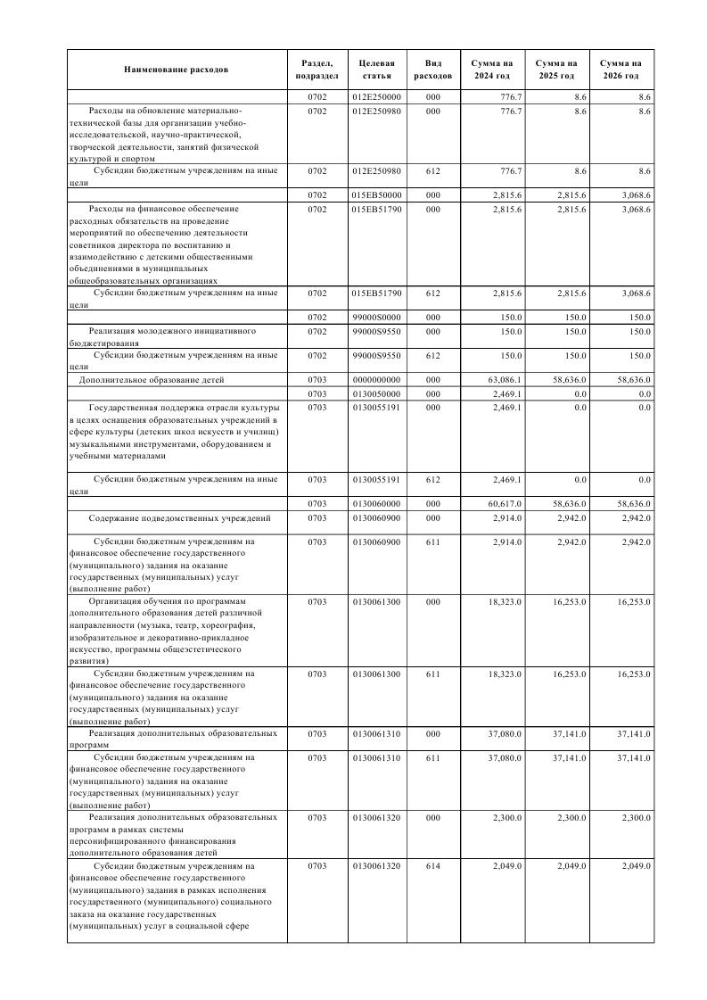 Наименование расходов Раздел, подраздел Целевая статья Вид расходов Сумма на 2024 год Сумма на 2025 год Сумма на 2026 год
0702 012E250000 000 776.7 8.6 8.6
Расходы на обновление материально- 0702 012E250980 000 776.7 8.6 8.6
технической базы для организации учебно-
исследовательской, научно-практической,
творческой деятельности, занятий физической
культурой и спортом
Субсидии бюджетным учреждениям на иные 0702 012E250980 612 776.7 8.6 8.6
цели
0702 015EB50000 000 2,815.6 2,815.6 3,068.6
Расходы на финансовое обеспечение 0702 015EB51790 000 2,815.6 2,815.6 3,068.6
расходных обязательств на проведение
мероприятий по обеспечению деятельности
советников директора по воспитанию и
взаимодействию с детскими общественными
объединениями в муниципальных
общеобразовательных организациях
Субсидии бюджетным учреждениям на иные 0702 015EB51790 612 2,815.6 2,815.6 3,068.6
цели
0702 99000S0000 000 150.0 150.0 150.0
Реализация молодежного инициативного 0702 99000S9550 000 150.0 150.0 150.0
бюджетирования
Субсидии бюджетным учреждениям на иные 0702 99000S9550 612 150.0 150.0 150.0
цели
Дополнительное образование детей 0703 0000000000 000 63,086.1 58,636.0 58,636.0
0703 0130050000 000 2,469.1 0.0 0.0
Государственная поддержка отрасли культуры 0703 0130055191 000 2,469.1 0.0 0.0
в целях оснащения образовательных учреждений в
сфере культуры (детских школ искусств и училищ)
музыкальными инструментами, оборудованием и
учебными материалами
Субсидии бюджетным учреждениям на иные 0703 0130055191 612 2,469.1 0.0 0.0
цели
0703 0130060000 000 60,617.0 58,636.0 58,636.0
Содержание подведомственных учреждений 0703 0130060900 000 2,914.0 2,942.0 2,942.0
Субсидии бюджетным учреждениям на 0703 0130060900 611 2,914.0 2,942.0 2,942.0
финансовое обеспечение государственного
(муниципального) задания на оказание
государственных (муниципальных) услуг
(выполнение работ)
Организация обучения по программам 0703 0130061300 000 18,323.0 16,253.0 16,253.0
дополнительного образования детей различной
направленности (музыка, театр, хореография,
изобразительное и декоративно-прикладное
искусство, программы общеэстетического
развития)
Субсидии бюджетным учреждениям на 0703 0130061300 611 18,323.0 16,253.0 16,253.0
финансовое обеспечение государственного
(муниципального) задания на оказание
государственных (муниципальных) услуг
(выполнение работ)
Реализация дополнительных образовательных 0703 0130061310 000 37,080.0 37,141.0 37,141.0
программ
Субсидии бюджетным учреждениям на 0703 0130061310 611 37,080.0 37,141.0 37,141.0
финансовое обеспечение государственного
(муниципального) задания на оказание
государственных (муниципальных) услуг
(выполнение работ)
Реализация дополнительных образовательных 0703 0130061320 000 2,300.0 2,300.0 2,300.0
программ в рамках системы
персонифицированного финансирования
дополнительного образования детей
Субсидии бюджетным учреждениям на 0703 0130061320 614 2,049.0 2,049.0 2,049.0
финансовое обеспечение государственного
(муниципального) задания в рамках исполнения
государственного (муниципального) социального
заказа на оказание государственных
(муниципальных) услуг в социальной сфере